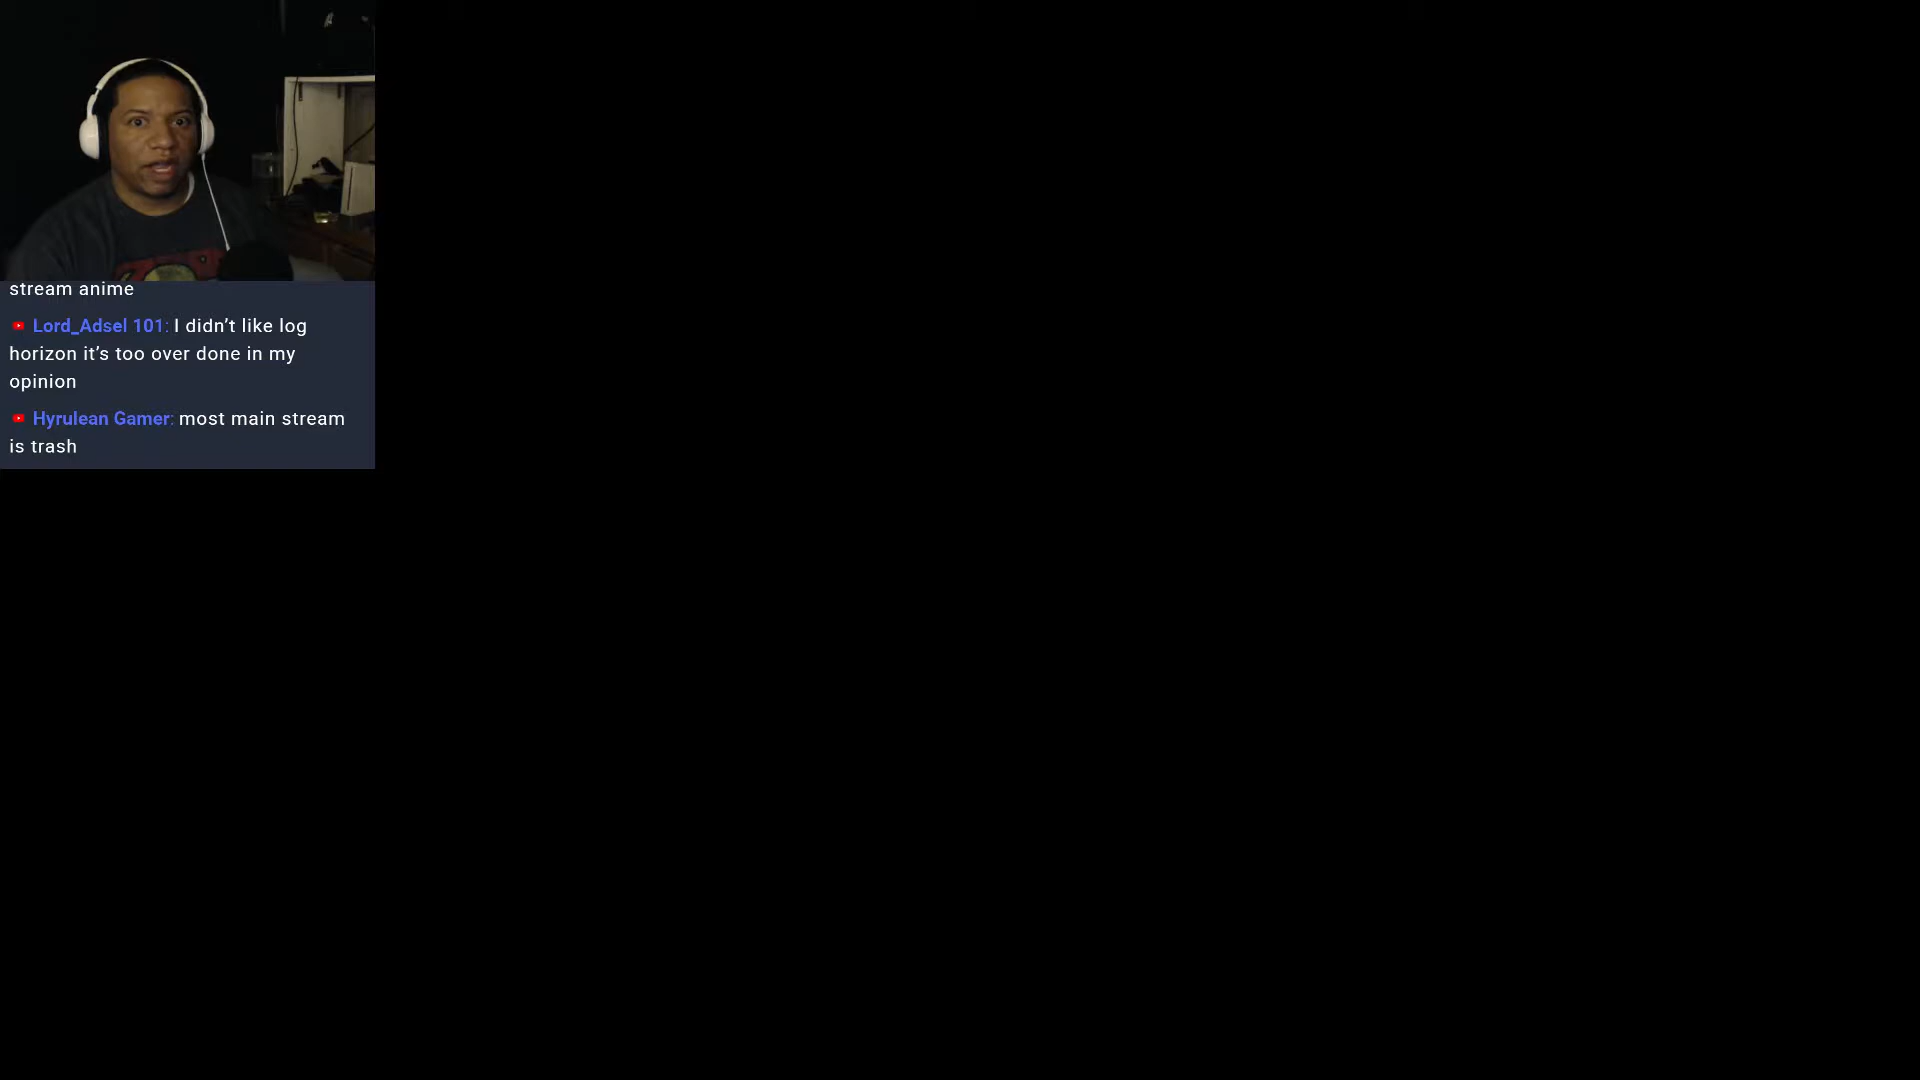 stream anime
Lord_Adsel 101: I didn’t like log
horizon it’s too over done in my
opinion
Hyrulean Gamer: most main stream
is trash